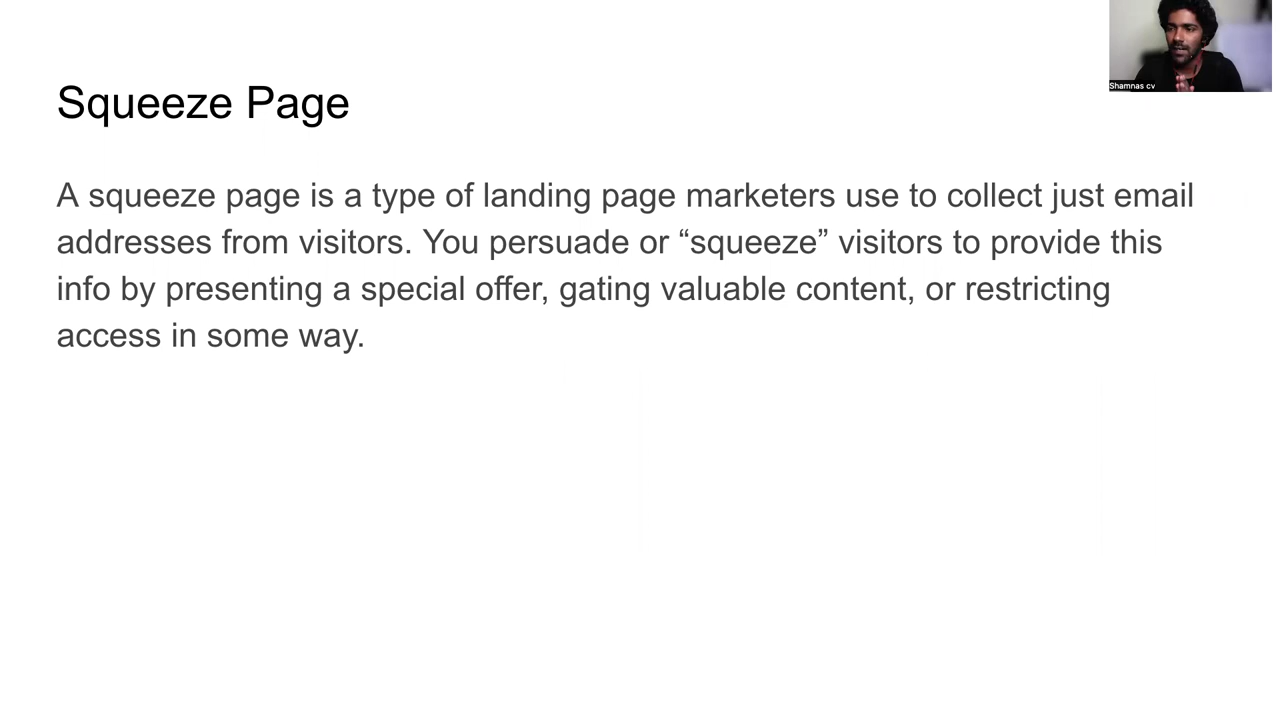 Shamnas cv
Squeeze Page
A squeeze page is a type of landing page marketers use to collect just email
addresses from visitors. You persuade or “squeeze” visitors to provide this
info by presenting a special offer, gating valuable content, or restricting
access in some way.